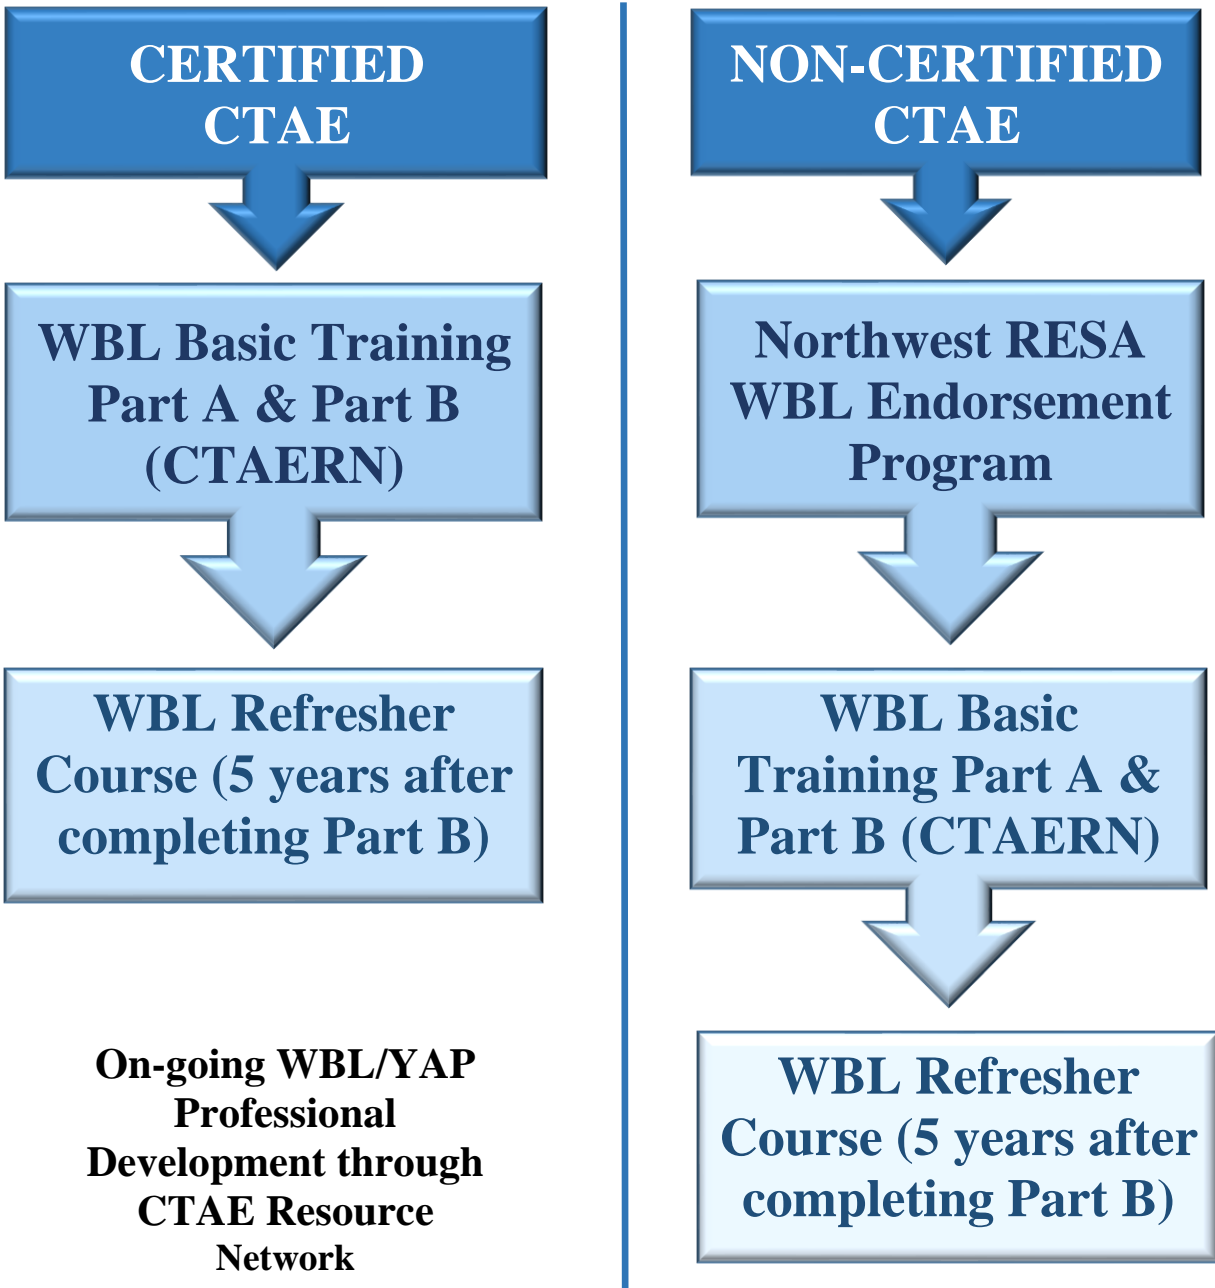 CERTIFIED
CTAE
WBL Basic Training
Part A & Part B
(CTAERN)
WBL Refresher
Course (5 years after
completing Part B)
On-going WBL/YAP
Professional
Development through
CTAE Resource
Network
NON-CERTIFIED
CTAE
Northwest RESA
WBL Endorsement
Program
WBL Basic
Training Part A &
Part B (CTAERN)
WBL Refresher
Course (5 years after
completing Part B)